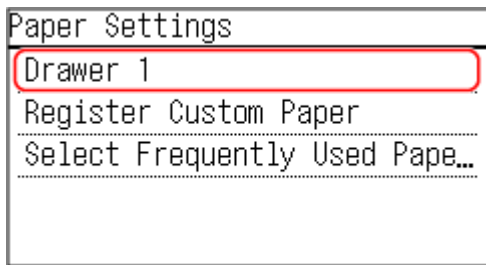 Paper Settings
Drawer 1
Register Custom Paper
Select Frequently Used Pape…